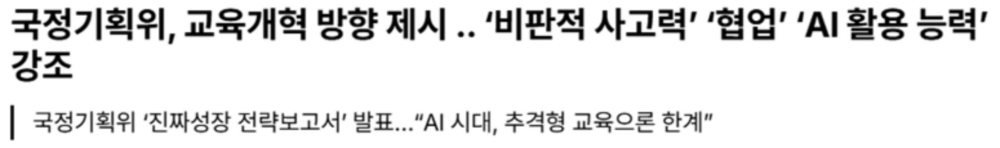 국정기획위, 교육개혁 방향 제시 .. ‘비판적 사고력’ ‘협업’ ‘AI 활용 능력’
강조
국정기획위 ‘진짜성장 전략보고서’ 발표...“AI 시대, 추격형 교육으론 한계”